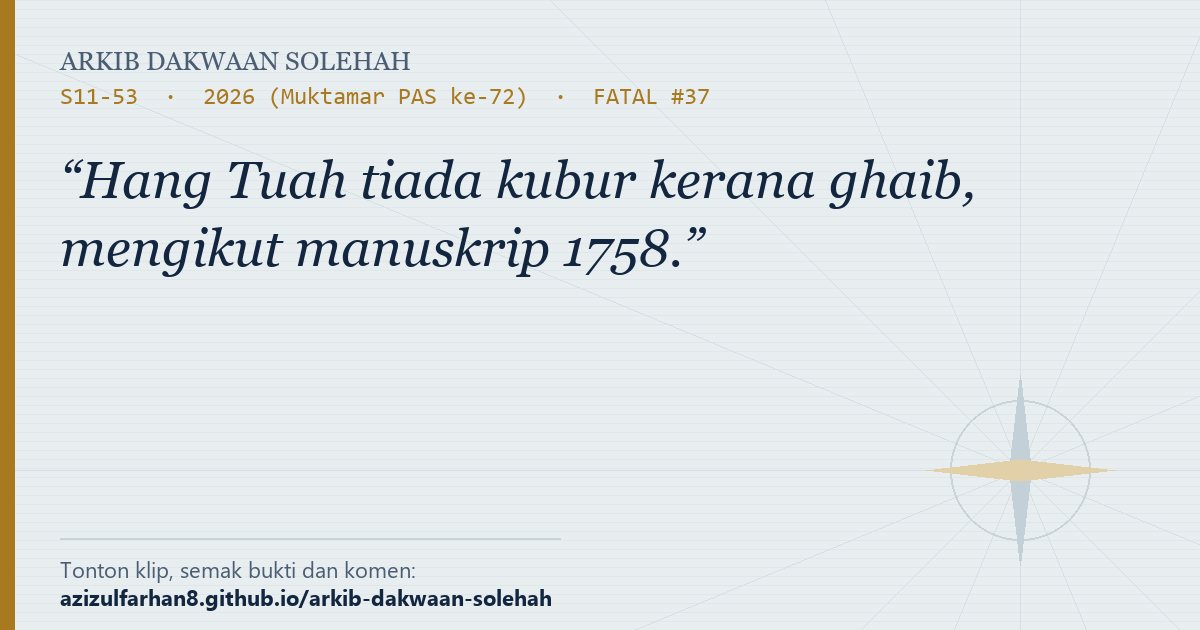 ARKIB DAKWAAN SOLEHAH
S11-53 · 2026 (Muktamar PAS ke-72) · FATAL #37
“Hang Tuah tiada kubur kerana ghaib,
mengikut manuskrip 1758.”
Tonton klip, semak bukti dan komen:
azizulfarhan8.github.io/arkib-dakwaan-solehah